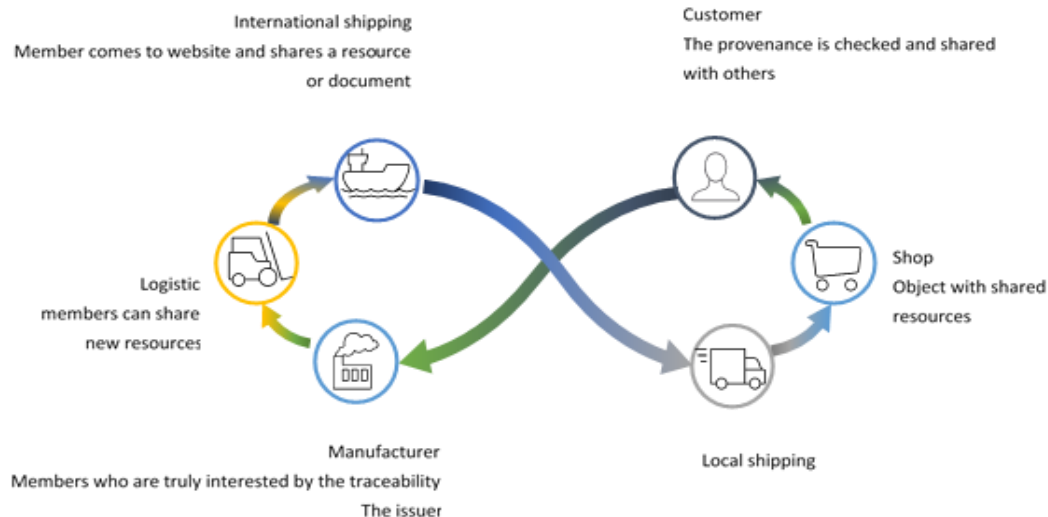 International shipping
Member comes to website and shares a resource
or document
Customer
The provenance is checked and shared
with others
Logistic
members can share
new resources
Shop
Object with shared
resources
Manufacturer
Members who are truly interested by the traceability
The issuer
Local shipping